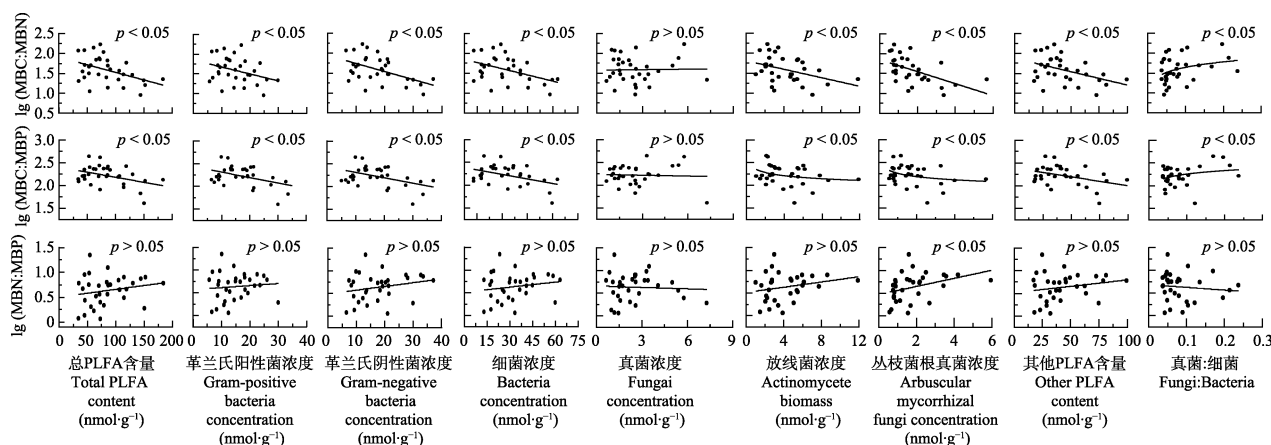 lg (MBC:MBN)
2.5
2.0
1.5
1.0
0.5
p < 0.05
p < 0.05
p < 0.05
p < 0.05
p > 0.05
p < 0.05
p < 0.05
p < 0.05
p < 0.05
lg (MBC:MBP)
3.0
2.5
2.0
1.5
p < 0.05
p < 0.05
p < 0.05
p < 0.05
p > 0.05
p < 0.05
p < 0.05
p < 0.05
p < 0.05
lg (MBN:MBP)
1.5
1.0
0.5
0
p > 0.05
p > 0.05
p > 0.05
p > 0.05
p > 0.05
p > 0.05
p < 0.05
p > 0.05
p > 0.05
0 50 100 150 200
0 10 20 30 40
0 10 20 30 40
0 15 30 45 60 75
0 3 6 9
0 4 8 12
0 2 4 6
0 25 50 75 100
0 0.1 0.2 0.3
总PLFA含量
Total PLFA
content
(nmol·g⁻¹)
革兰氏阳性菌浓度
Gram-positive
bacteria
concentration
(nmol·g⁻¹)
革兰氏阴性菌浓度
Gram-negative
bacteria
concentration
(nmol·g⁻¹)
细菌浓度
Bacteria
concentration
(nmol·g⁻¹)
真菌浓度
Fungai
concentration
(nmol·g⁻¹)
放线菌浓度
Actinomycete
biomass
(nmol·g⁻¹)
丛枝菌根真菌浓度
Arbuscular
mycorrhizal
fungi concentration
(nmol·g⁻¹)
其他PLFA含量
Other PLFA
content
(nmol·g⁻¹)
真菌:细菌
Fungi:Bacteria